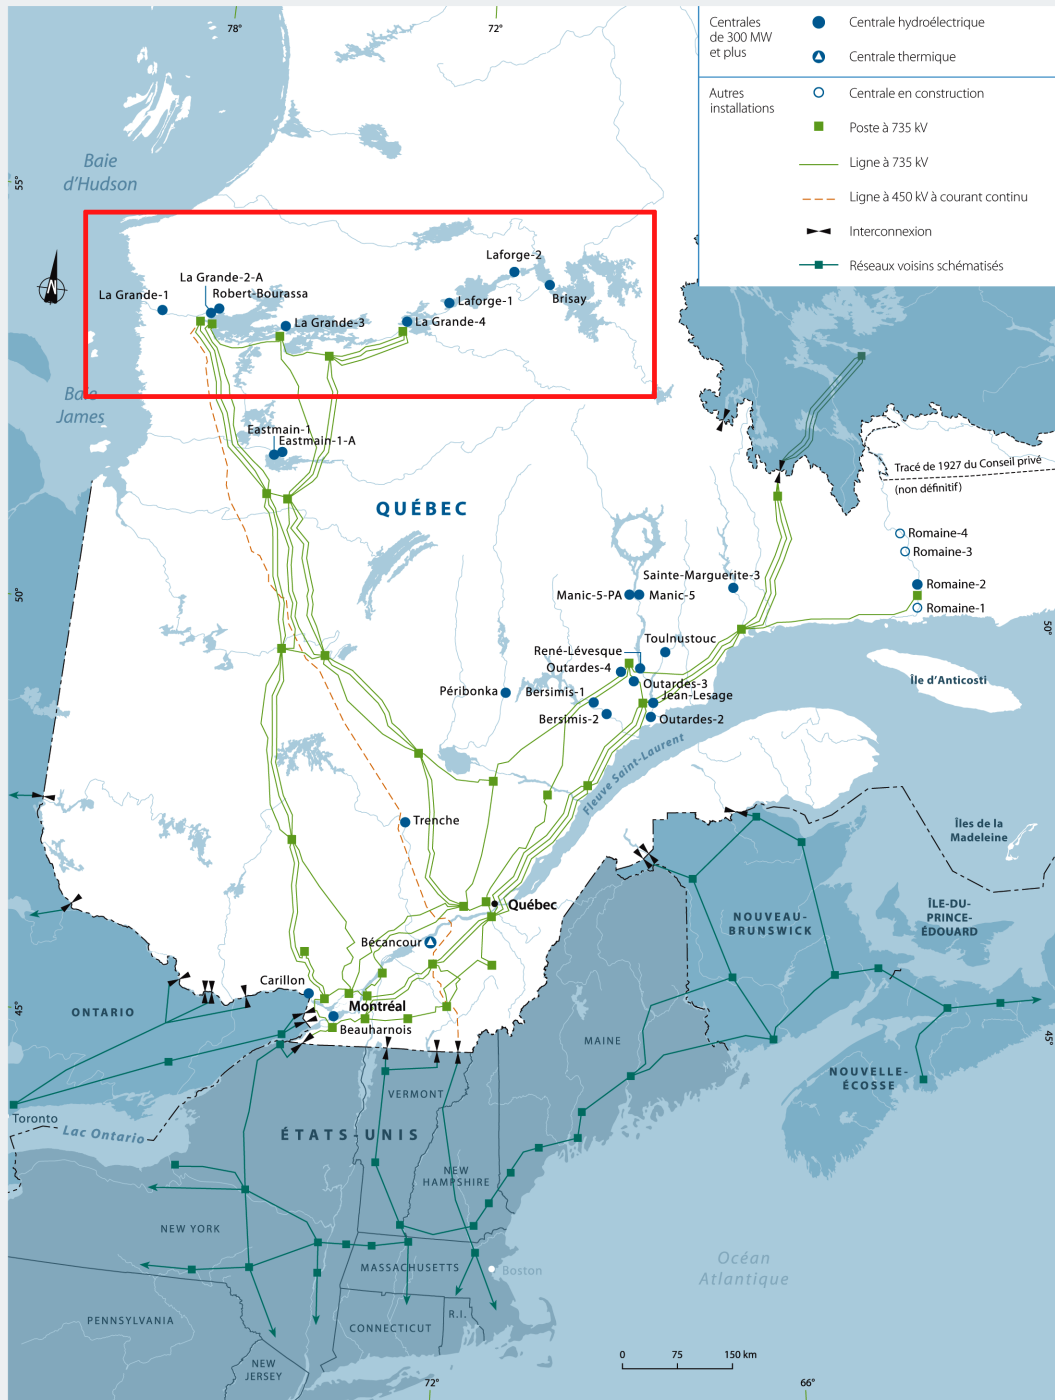 78°
72°
Centrales
de 300 MW
et plus
Centrale hydroélectrique
Centrale thermique
Autres
installations
Centrale en construction
Poste à 735 kV
Ligne à 735 kV
Ligne à 450 kV à courant continu
Interconnexion
Réseaux voisins schématisés
Baie
d'Hudson
55°
Laforge-2
La Grande-2-A
Robert-Bourassa
La Grande-1
Laforge-1
Brisay
La Grande-3
La Grande-4
Baie
James
Eastmain-1
Eastmain-1-A
Tracé de 1927 du Conseil privé
(non définitif)
QUÉBEC
Romaine-4
Romaine-3
Sainte-Marguerite-3
Romaine-2
50°
Manic-5-PA
Manic-5
Romaine-1
50°
Toulnustouc
René-Lévesque
Outardes-4
Île d'Anticosti
Outardes-3
Péribonka
Bersimis-1
Jean-Lesage
Bersimis-2
Outardes-2
Fleuve Saint-Laurent
Trenche
Îles de la
Madeleine
Québec
NOUVEAU-
BRUNSWICK
ÎLE-DU-
PRINCE-
ÉDOUARD
Bécancour
Carillon
45°
ONTARIO
Montréal
Beauharnois
MAINE
45°
NOUVELLE-
ÉCOSSE
VERMONT
Toronto
Lac Ontario
ÉTATS-UNIS
NEW
HAMPSHIRE
NEW YORK
MASSACHUSETTS
Boston
Océan
Atlantique
R.I.
PENNSYLVANIA
CONNECTICUT
NEW
JERSEY
0
75
150 km
72°
66°